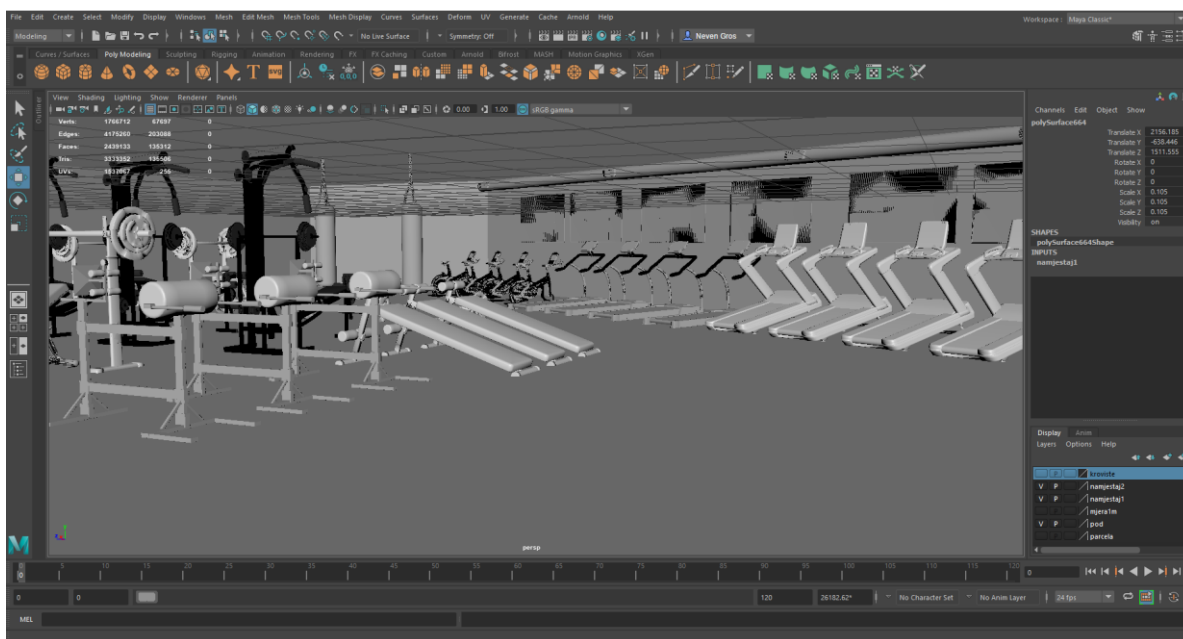 File Edit Create Select Modify Display Windows Mesh Edit Mesh Mesh Tools Mesh Display Curves Surfaces Deform UV Generate Cache Arnold Help Workspace : Maya Classic*
Modeling No Live Surface Symmetry: Off Neven Gros
Curves / Surfaces Poly Modeling Sculpting Rigging Animation Rendering FX FX Caching Custom Arnold Bifrost MASH Motion Graphics XGen
Outliner
View Shading Lighting Show Renderer Panels
0.00 1.00 sRGB gamma
Verts: 1766712 67697 0
Edges: 4175260 203088 0
Faces: 2439133 135312 0
Tris: 3333352 135506 0
UVs: 1837067 256 0
persp
Channels Edit Object Show
polySurface664
Translate X 2156.185
Translate Y -638.446
Translate Z 1511.555
Rotate X 0
Rotate Y 0
Rotate Z 0
Scale X 0.105
Scale Y 0.105
Scale Z 0.105
Visibility on
SHAPES
polySurface664Shape
INPUTS
namjestaj1
Display Anim
Layers Options Help
P kroviste
V P namjestaj2
V P namjestaj1
mjera1m
V P pod
parcela
0 5 10 15 20 25 30 35 40 45 50 55 60 65 70 75 80 85 90 95 100 105 110 115 120 0
0
0 0 0 120 26182.62* No Character Set No Anim Layer 24 fps
MEL